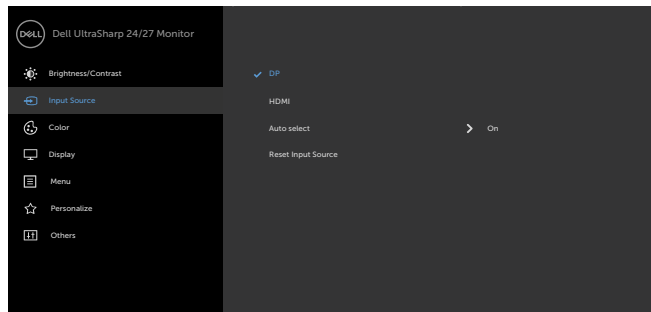 DELL Dell UltraSharp 24/27 Monitor
Brightness/Contrast
DP
Input Source
HDMI
Color
Auto select On
Display
Reset Input Source
Menu
Personalize
Others